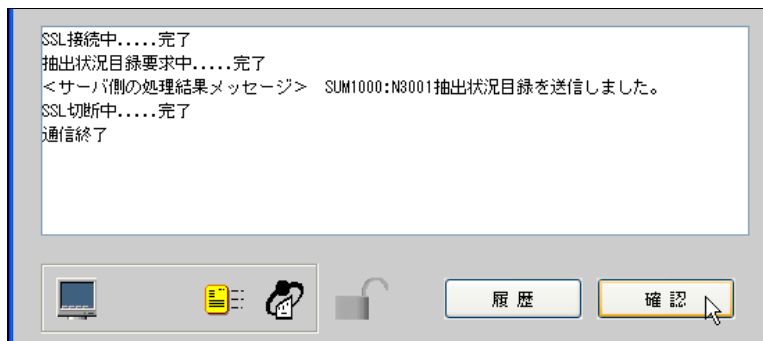 SSL接続中.....完了
抽出状況目録要求中.....完了
<サーバ側の処理結果メッセージ>　SUM1000:N3001抽出状況目録を送信しました。
SSL切断中.....完了
通信終了
履 歴
確 認